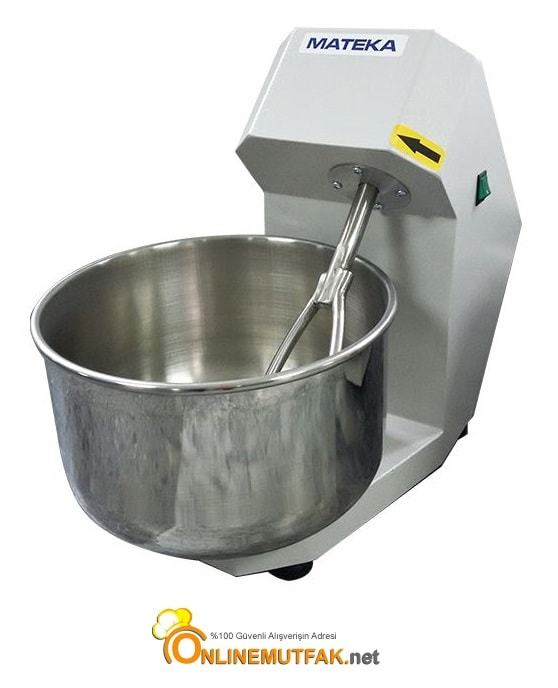 MATEKA
%100 Güvenli Alışverişin Adresi
ONLINEMUTFAK.net